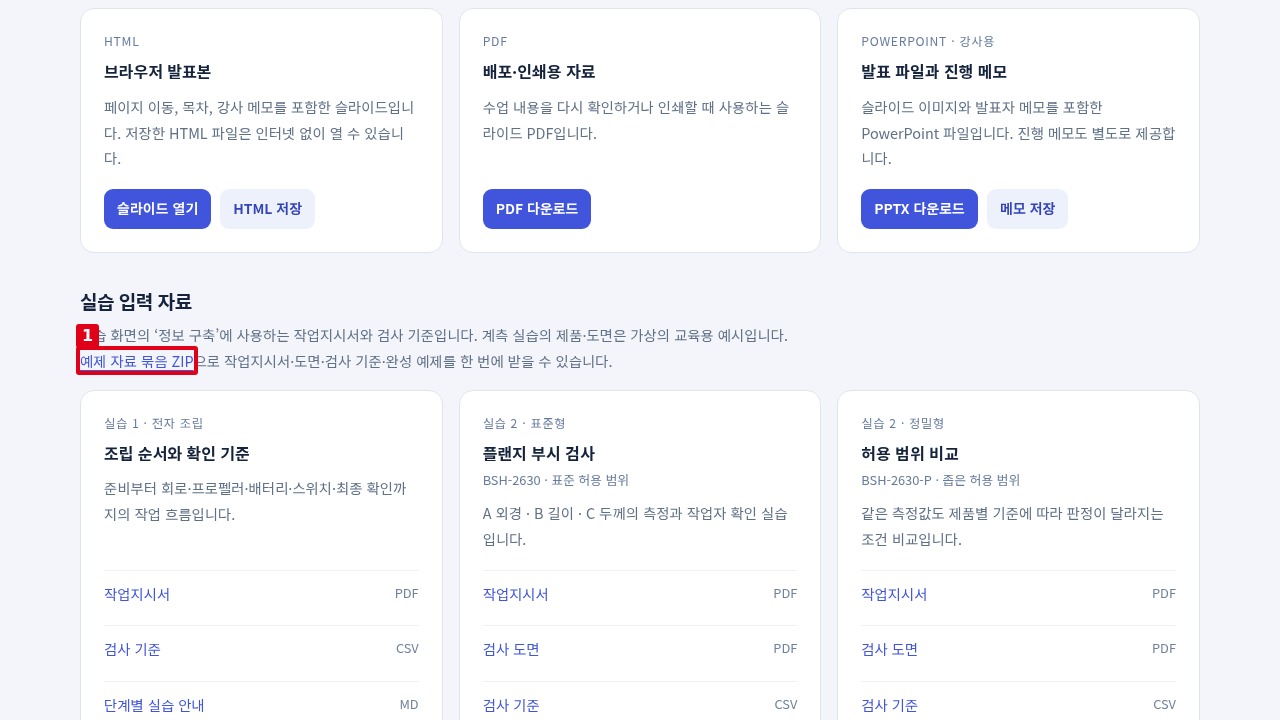 HTML
브라우저 발표본
페이지 이동, 목차, 강사 메모를 포함한 슬라이드입니
다. 저장한 HTML 파일은 인터넷 없이 열 수 있습니
다.
슬라이드 열기
HTML 저장
PDF
배포·인쇄용 자료
수업 내용을 다시 확인하거나 인쇄할 때 사용하는 슬
라이드 PDF입니다.
PDF 다운로드
POWERPOINT · 강사용
발표 파일과 진행 메모
슬라이드 이미지와 발표자 메모를 포함한
PowerPoint 파일입니다. 진행 메모도 별도로 제공합
니다.
PPTX 다운로드
메모 저장
실습 입력 자료
1
화면의 ‘정보 구축’에 사용하는 작업지시서와 검사 기준입니다. 계측 실습의 제품·도면은 가상의 교육용 예시입니다.
예제 자료 묶음 ZIP으로 작업지시서·도면·검사 기준·완성 예제를 한 번에 받을 수 있습니다.
실습 1 · 전자 조립
조립 순서와 확인 기준
준비부터 회로·프로펠러·배터리·스위치·최종 확인까
지의 작업 흐름입니다.
작업지시서 PDF
검사 기준 CSV
단계별 실습 안내 MD
실습 2 · 표준형
플랜지 부시 검사
BSH-2630 · 표준 허용 범위
A 외경 · B 길이 · C 두께의 측정과 작업자 확인 실습
입니다.
작업지시서 PDF
검사 도면 PDF
검사 기준 CSV
실습 2 · 정밀형
허용 범위 비교
BSH-2630-P · 좁은 허용 범위
같은 측정값도 제품별 기준에 따라 판정이 달라지는
조건 비교입니다.
작업지시서 PDF
검사 도면 PDF
검사 기준 CSV